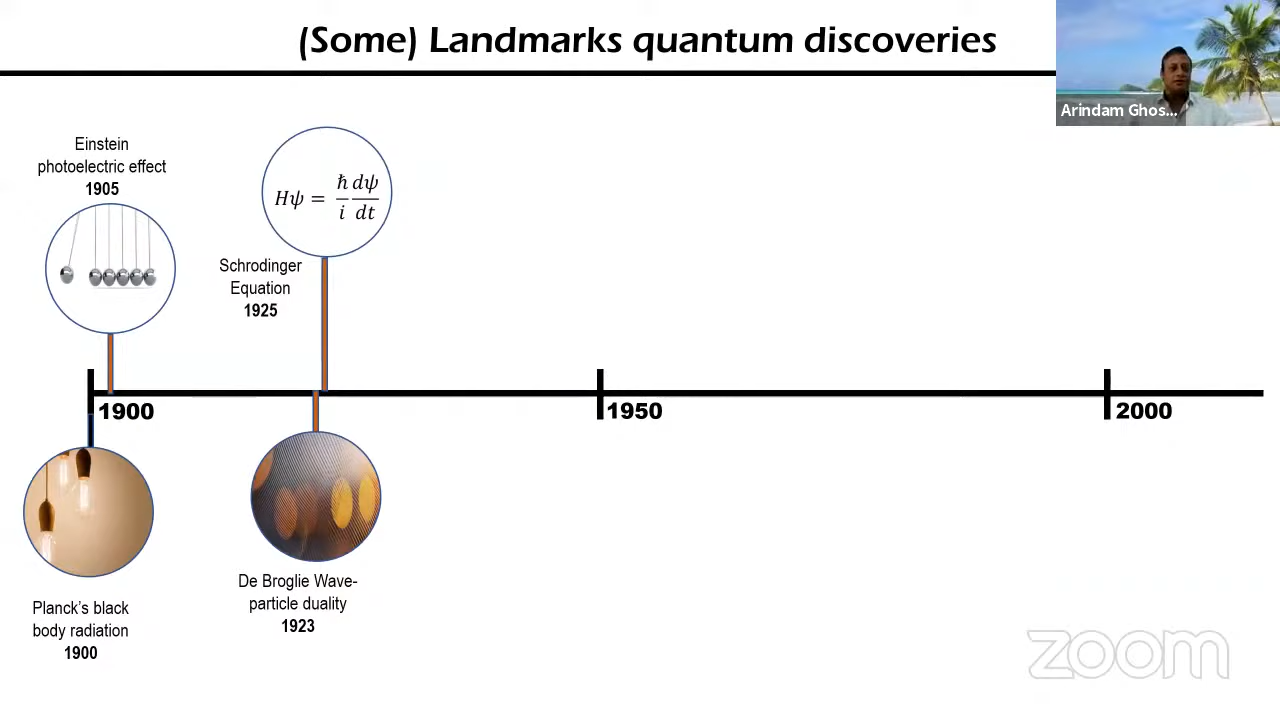 (Some) Landmarks quantum discoveries
Arindam Ghos...
Einstein
photoelectric effect
1905
Hψ = ħ/i dψ/dt
Schrodinger
Equation
1925
1900
1950
2000
De Broglie Wave-
particle duality
1923
Planck's black
body radiation
1900
zoom